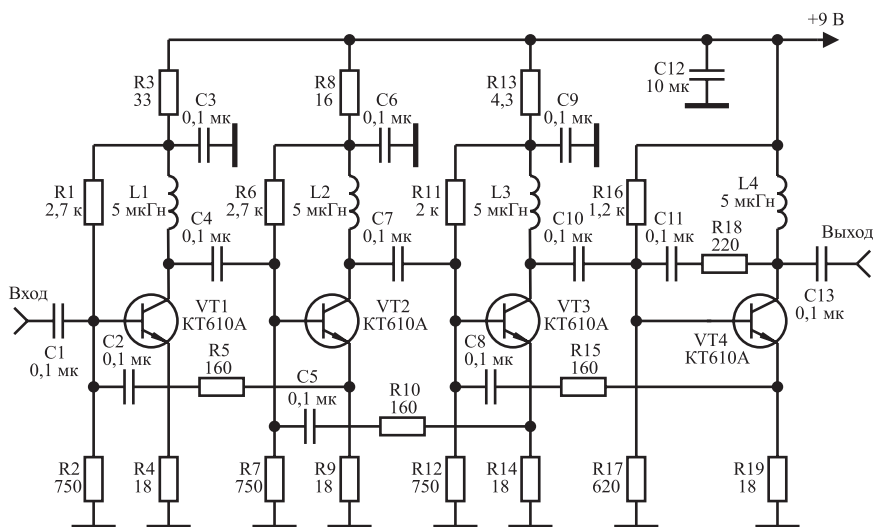 +9 В
R3
33
C3
0,1 мк
R8
16
C6
0,1 мк
R13
4,3
C9
0,1 мк
C12
10 мк
R1
2,7 к
L1
5 мкГн
C4
0,1 мк
R6
2,7 к
L2
5 мкГн
C7
0,1 мк
R11
2 к
L3
5 мкГн
C10
0,1 мк
R16
1,2 к
C11
0,1 мк
R18
220
L4
5 мкГн
Выход
C13
0,1 мк
Вход
C1
0,1 мк
VT1
КТ610А
VT2
КТ610А
VT3
КТ610А
VT4
КТ610А
C2
0,1 мк
R5
160
C5
0,1 мк
R10
160
C8
0,1 мк
R15
160
R2
750
R4
18
R7
750
R9
18
R12
750
R14
18
R17
620
R19
18